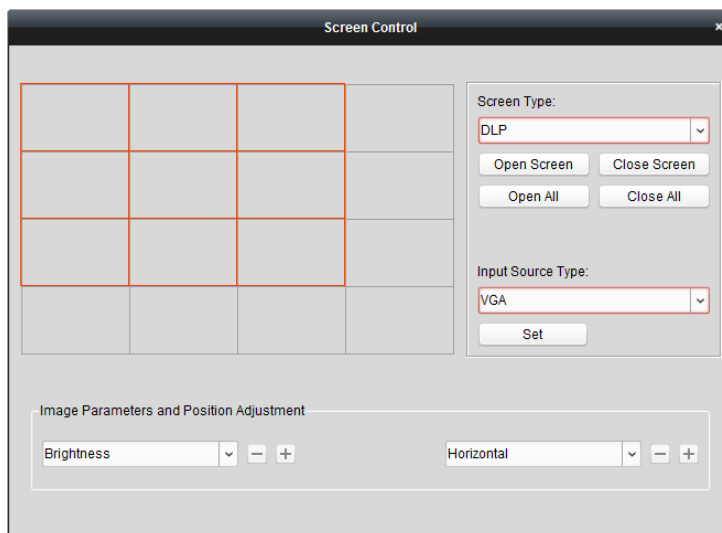 Screen Control
×
Screen Type:
DLP
Open Screen Close Screen
Open All Close All
Input Source Type:
VGA
Set
Image Parameters and Position Adjustment
Brightness − + Horizontal − +